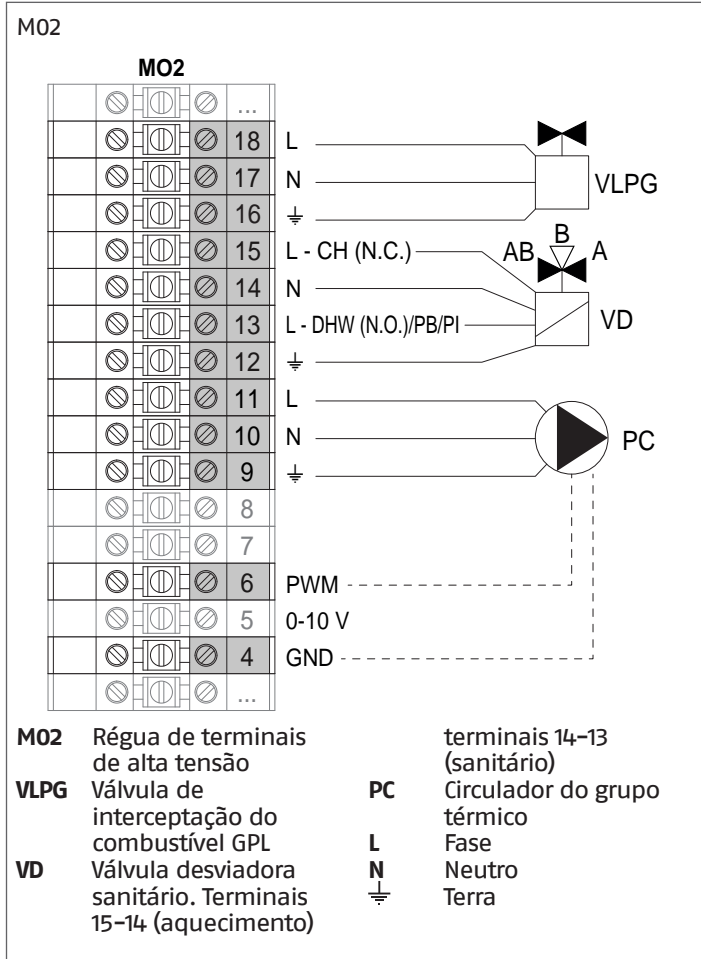 M02
MO2
...
18 L
17 N
VLPG
16 ⏚
15 L - CH (N.C.) AB B A
14 N
13 L - DHW (N.O.)/PB/PI VD
12 ⏚
11 L
10 N PC
9 ⏚
8
7
6 PWM
5 0-10 V
4 GND
...
M02 Régua de terminais
de alta tensão
VLPG Válvula de
interceptação do
combustível GPL
VD Válvula desviadora
sanitário. Terminais
15-14 (aquecimento)
terminais 14-13
(sanitário)
PC Circulador do grupo
térmico
L Fase
N Neutro
⏚ Terra